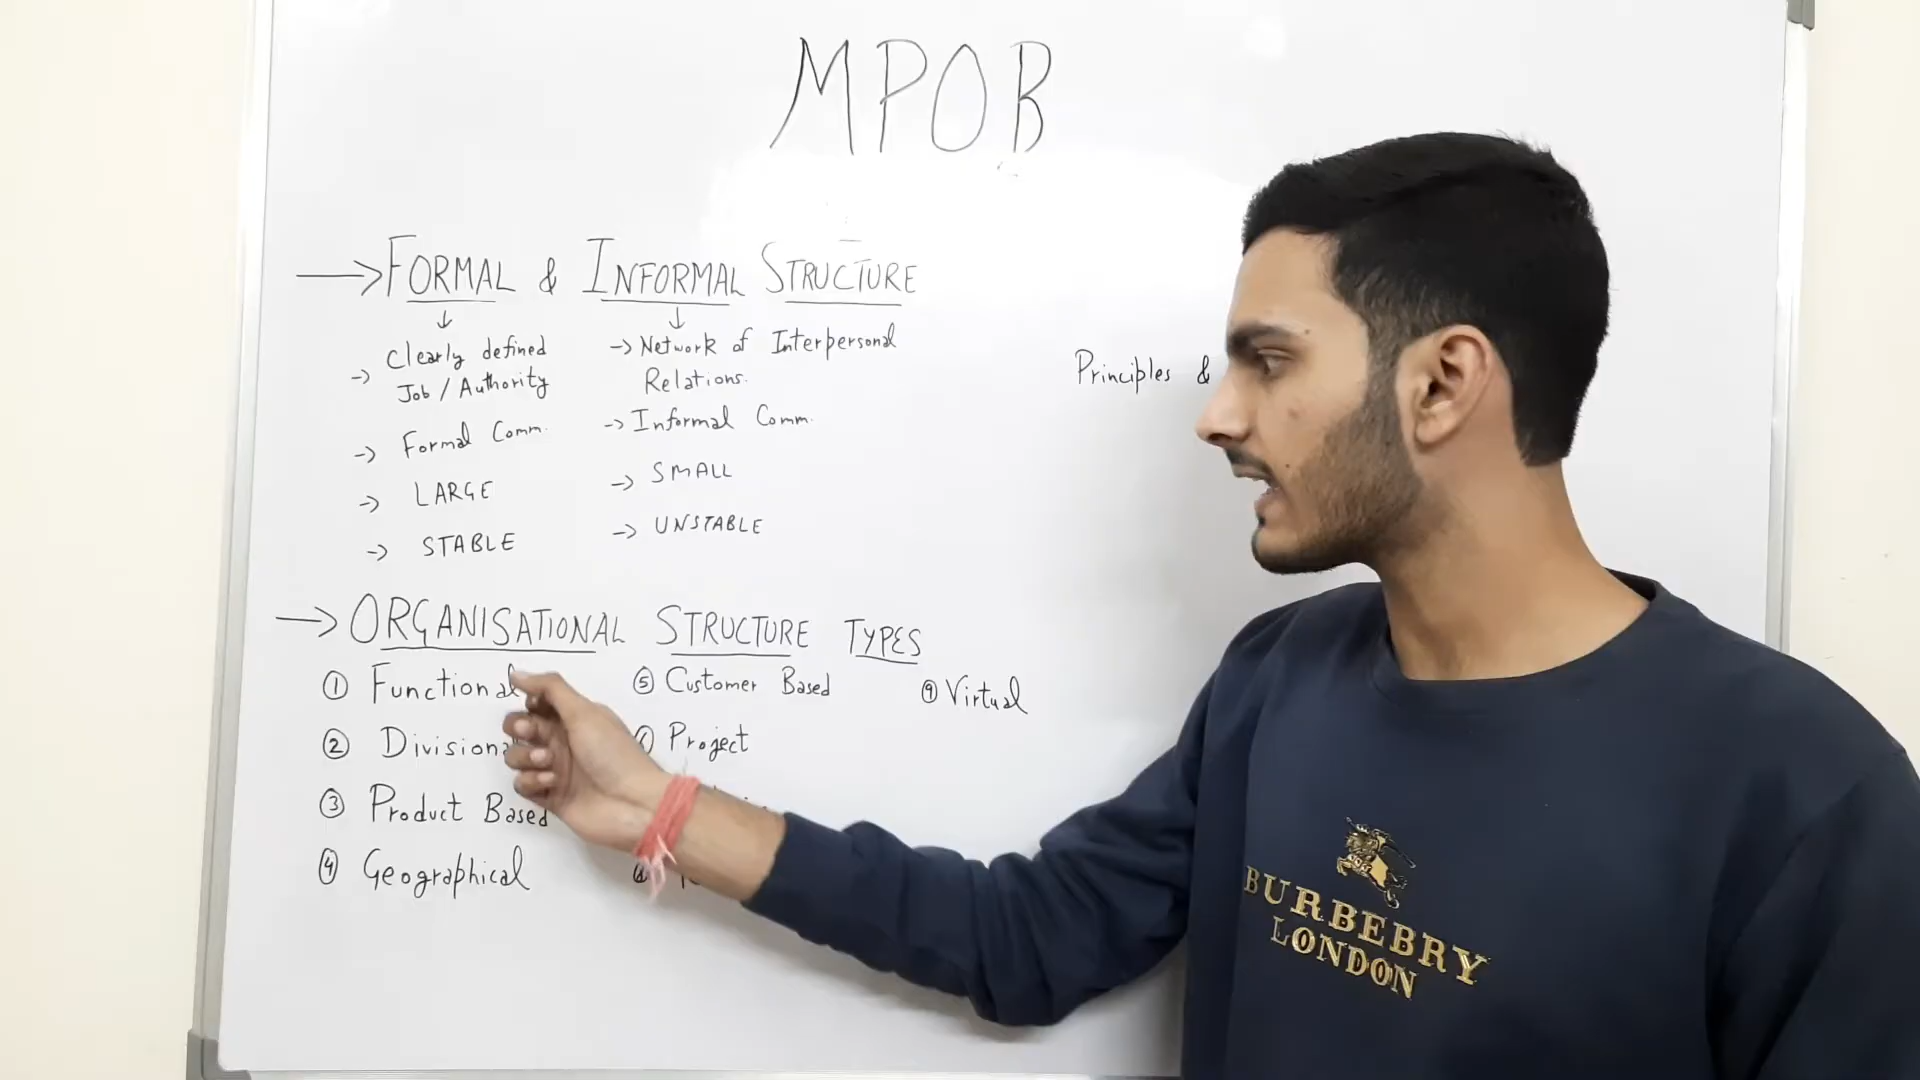 MPOB
→ FORMAL & INFORMAL STRUCTURE
↓
→ Clearly defined
Job / Authority
→ Formal Comm.
→ LARGE
→ STABLE
↓
→ Network of Interpersonal
Relations.
→ Informal Comm.
→ SMALL
→ UNSTABLE
Principles &
→ ORGANISATIONAL STRUCTURE TYPES
① Functional
② Divisional
③ Product Based
④ Geographical
⑤ Customer Based
Project
⑨ Virtual
BURBERRY
LONDON